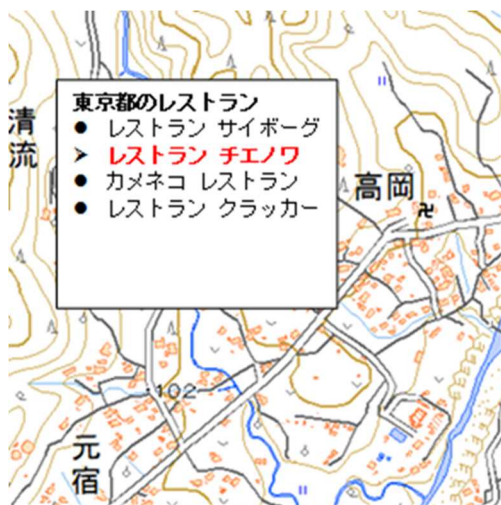 東京都のレストラン
● レストラン サイボーグ
➢ レストラン チエノワ
● カメネコ レストラン
● レストラン クラッカー
清流
高岡
・102
元宿